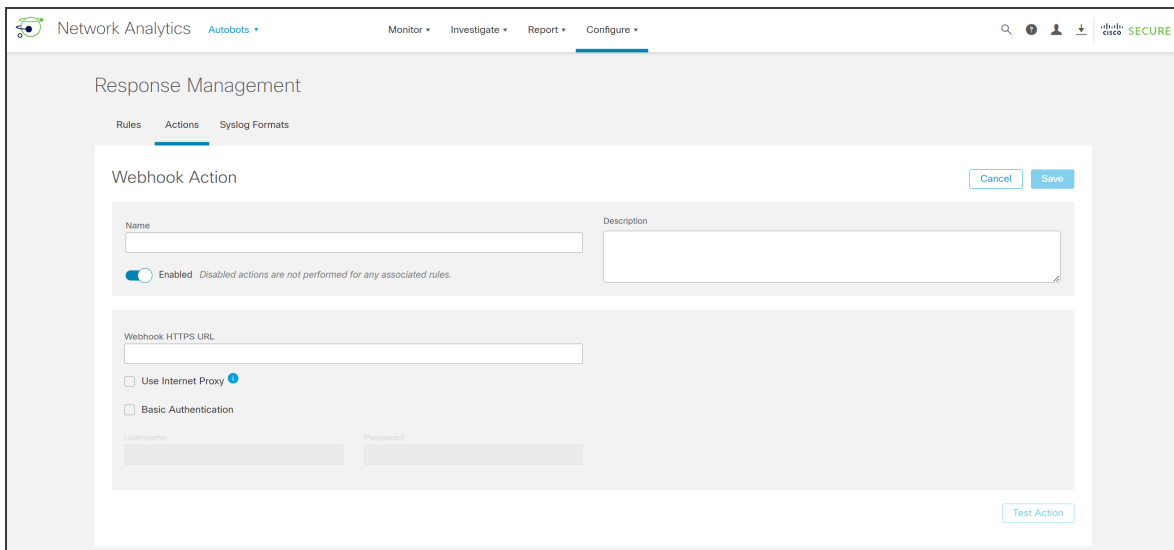 Network Analytics Autobots Monitor Investigate Report Configure cisco SECURE
Response Management
Rules Actions Syslog Formats
Webhook Action Cancel Save
Name Description
Enabled Disabled actions are not performed for any associated rules.
Webhook HTTPS URL
Use Internet Proxy i
Basic Authentication
Username Password
Test Action